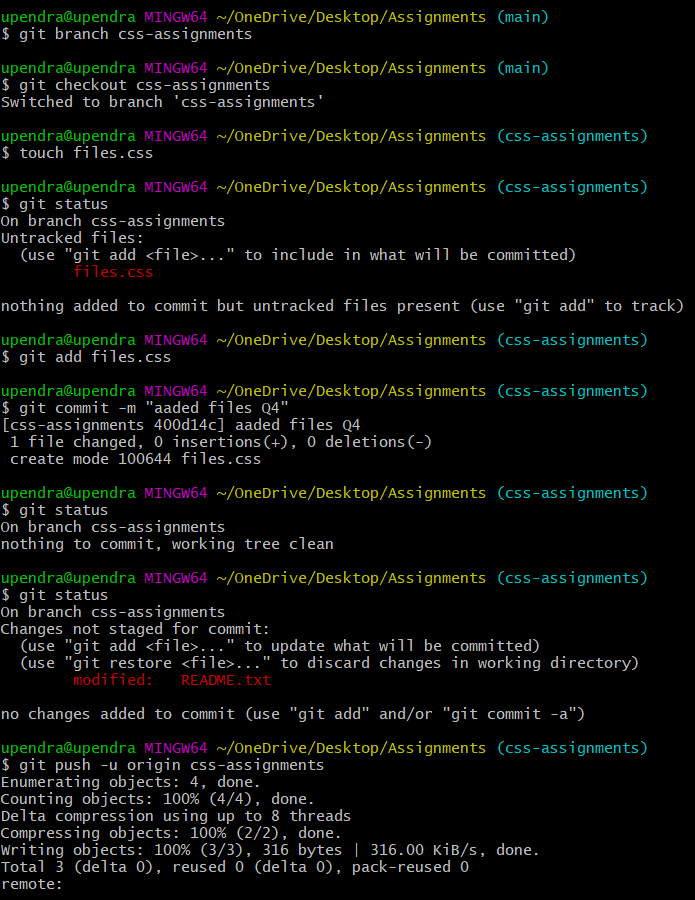 upendra@upendra MINGW64 ~/OneDrive/Desktop/Assignments (main)
$ git branch css-assignments
upendra@upendra MINGW64 ~/OneDrive/Desktop/Assignments (main)
$ git checkout css-assignments
Switched to branch 'css-assignments'
upendra@upendra MINGW64 ~/OneDrive/Desktop/Assignments (css-assignments)
$ touch files.css
upendra@upendra MINGW64 ~/OneDrive/Desktop/Assignments (css-assignments)
$ git status
On branch css-assignments
Untracked files:
  (use "git add <file>..." to include in what will be committed)
        files.css
nothing added to commit but untracked files present (use "git add" to track)
upendra@upendra MINGW64 ~/OneDrive/Desktop/Assignments (css-assignments)
$ git add files.css
upendra@upendra MINGW64 ~/OneDrive/Desktop/Assignments (css-assignments)
$ git commit -m "aaded files Q4"
[css-assignments 400d14c] aaded files Q4
 1 file changed, 0 insertions(+), 0 deletions(-)
 create mode 100644 files.css
upendra@upendra MINGW64 ~/OneDrive/Desktop/Assignments (css-assignments)
$ git status
On branch css-assignments
nothing to commit, working tree clean
upendra@upendra MINGW64 ~/OneDrive/Desktop/Assignments (css-assignments)
$ git status
On branch css-assignments
Changes not staged for commit:
  (use "git add <file>..." to update what will be committed)
  (use "git restore <file>..." to discard changes in working directory)
        modified:   README.txt
no changes added to commit (use "git add" and/or "git commit -a")
upendra@upendra MINGW64 ~/OneDrive/Desktop/Assignments (css-assignments)
$ git push -u origin css-assignments
Enumerating objects: 4, done.
Counting objects: 100% (4/4), done.
Delta compression using up to 8 threads
Compressing objects: 100% (2/2), done.
Writing objects: 100% (3/3), 316 bytes | 316.00 KiB/s, done.
Total 3 (delta 0), reused 0 (delta 0), pack-reused 0
remote: